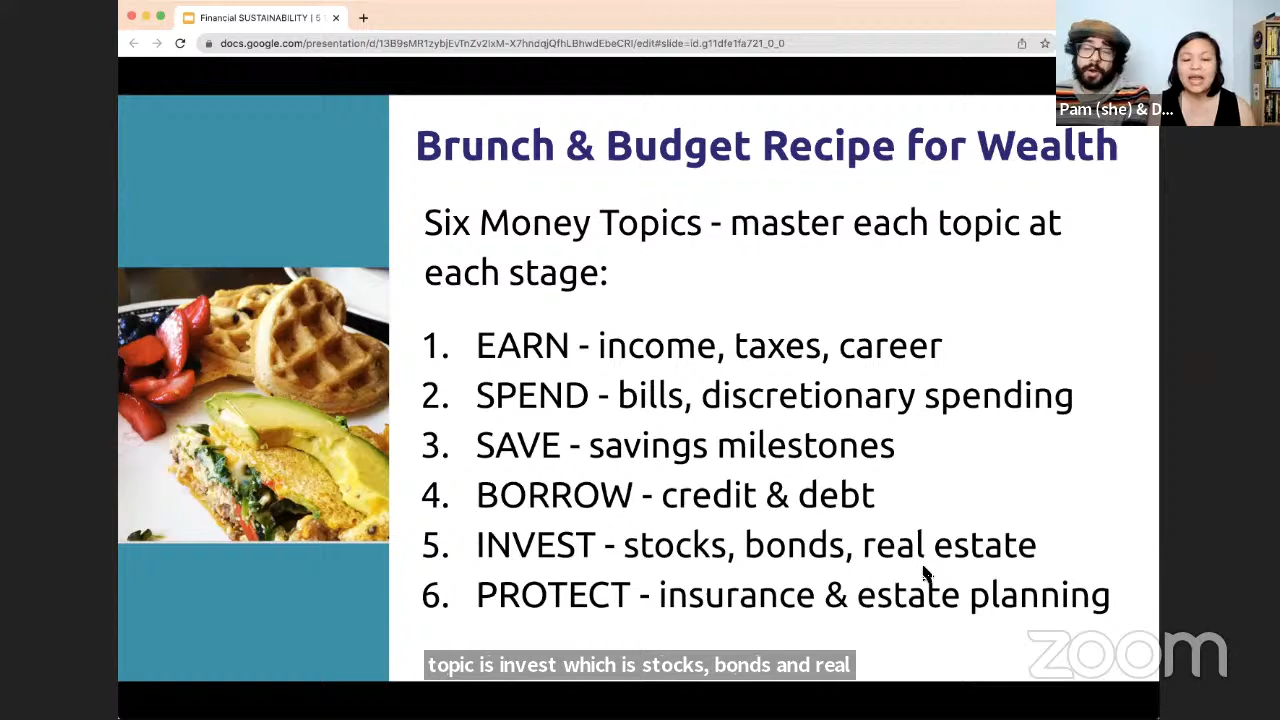 Financial SUSTAINABILITY | 5
docs.google.com/presentation/d/13B9sMR1zybjEvTnZv2IxM-X7hndqjQfhLBhwdEbeCRI/edit#slide=id.g11dfe1fa721_0_0
Pam (she) & D...
Brunch & Budget Recipe for Wealth
Six Money Topics - master each topic at
each stage:
1. EARN - income, taxes, career
2. SPEND - bills, discretionary spending
3. SAVE - savings milestones
4. BORROW - credit & debt
5. INVEST - stocks, bonds, real estate
6. PROTECT - insurance & estate planning
zoom
topic is invest which is stocks, bonds and real